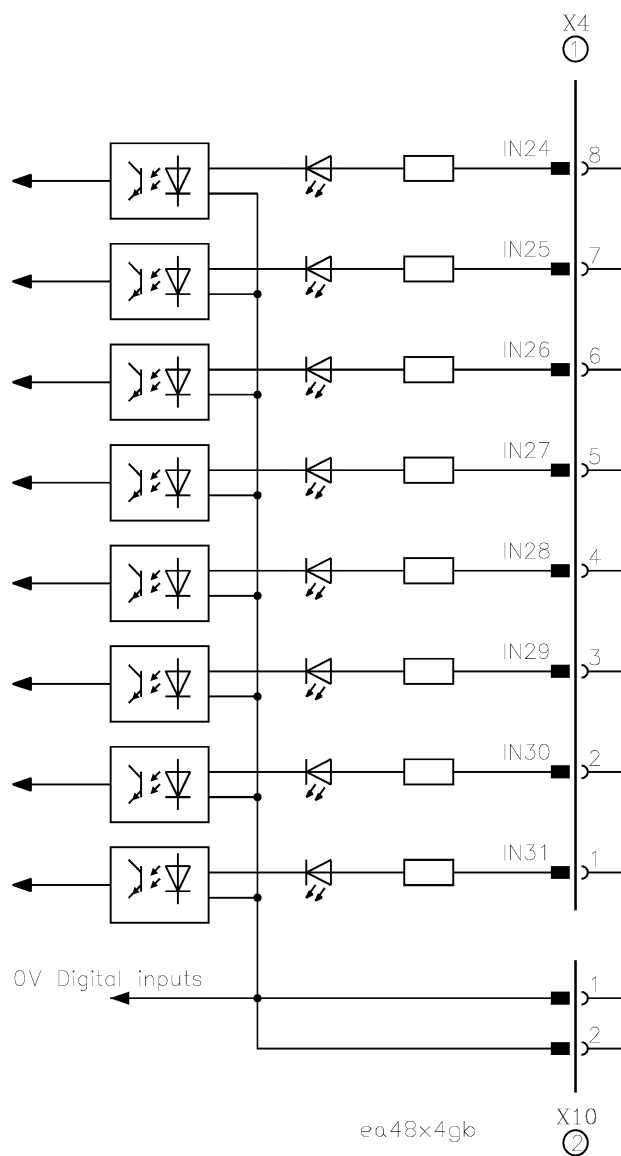 X4
1
IN24 8
IN25 7
IN26 6
IN27 5
IN28 4
IN29 3
IN30 2
IN31 1
0V Digital inputs 1
2
ea48x4gb X10
2